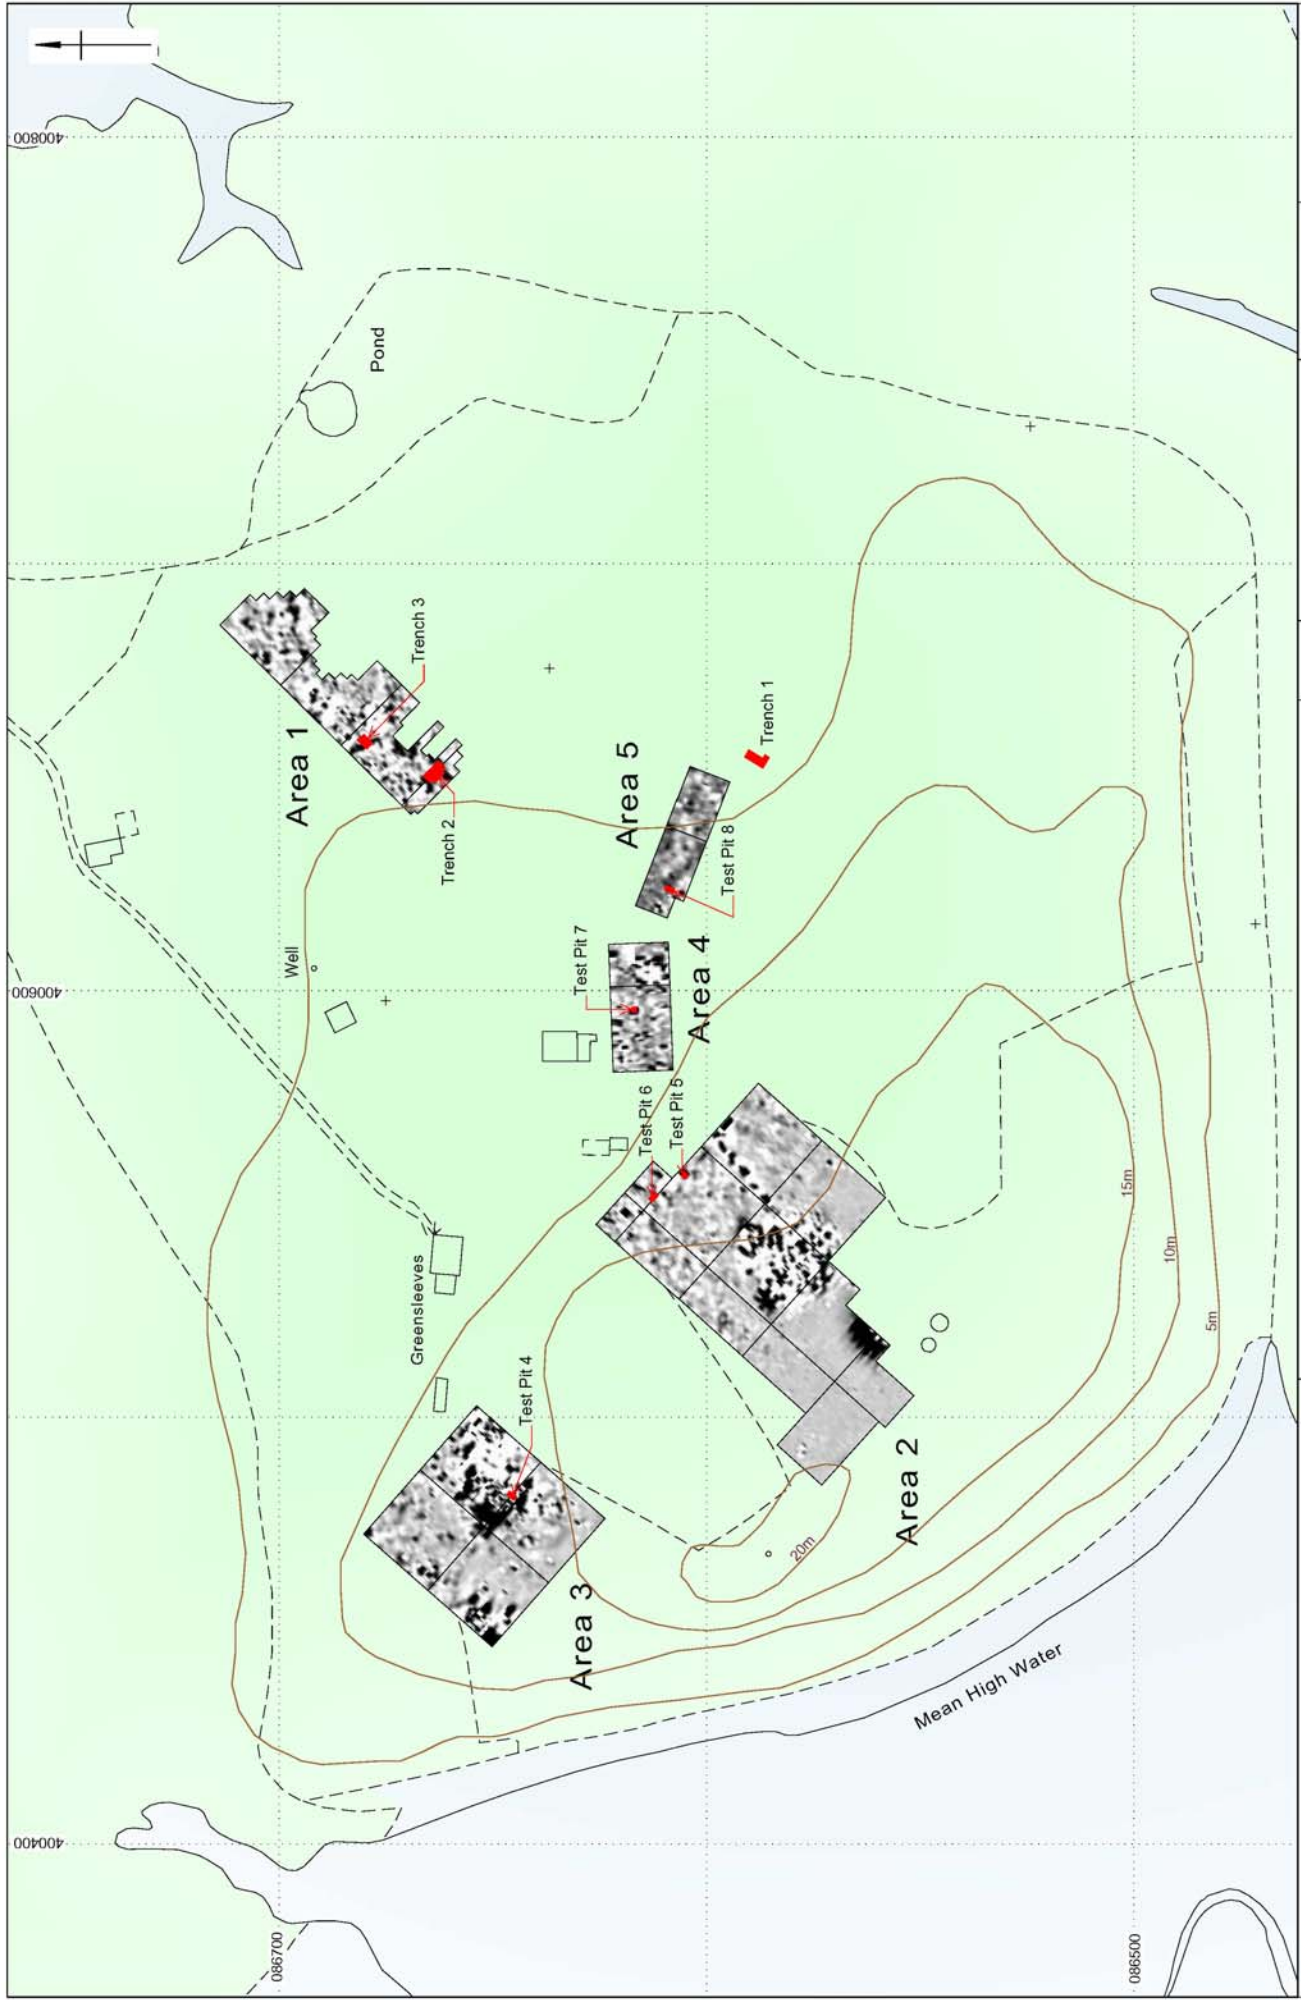 400800
400600
400400
086700
086500
Pond
Area 1
Trench 3
Trench 2
Well
Area 5
Trench 1
Test Pit 8
Test Pit 7
Area 4
Test Pit 6
Test Pit 5
Greensleeves
Test Pit 4
Area 3
Area 2
15m
10m
5m
20m
Mean High Water